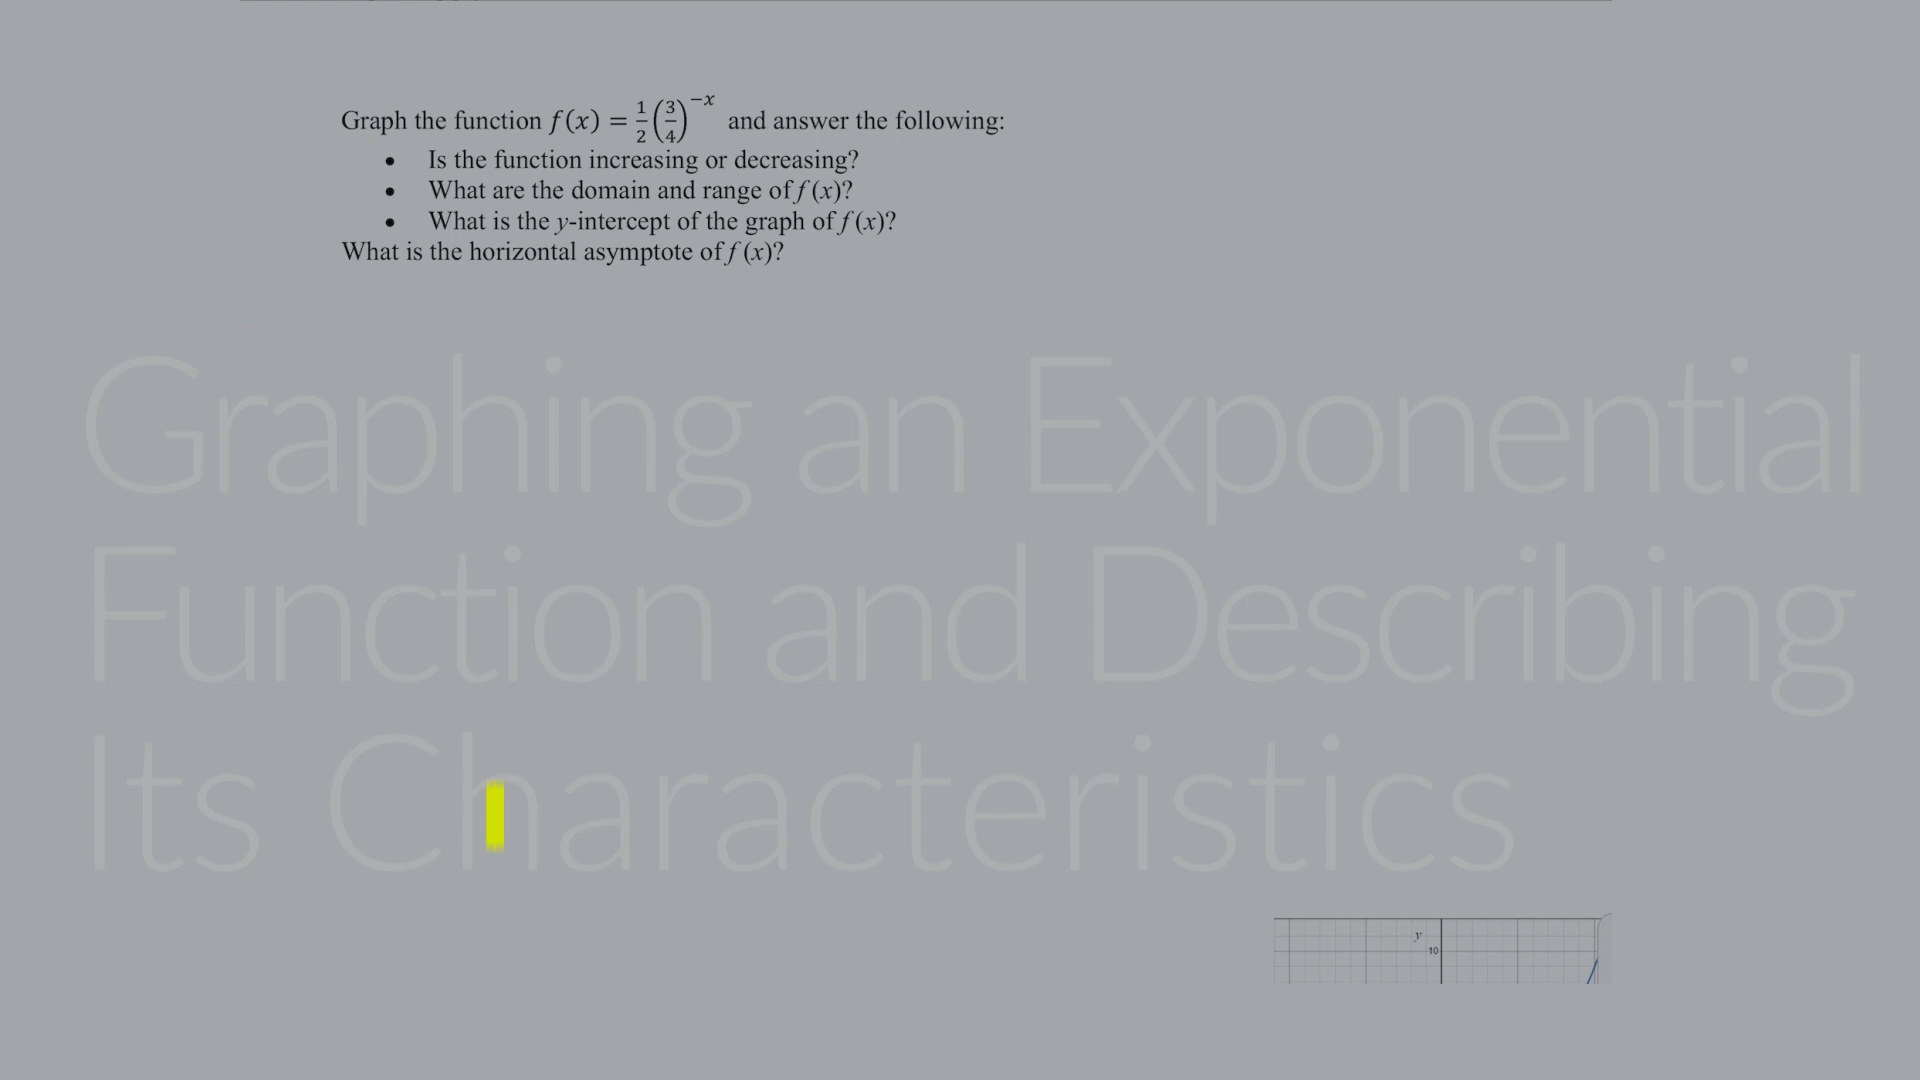 Graph the function f(x) = 1/2 (3/4)^−x and answer the following:
• Is the function increasing or decreasing?
• What are the domain and range of f (x)?
• What is the y-intercept of the graph of f (x)?
What is the horizontal asymptote of f (x)?
Graphing an Exponential
Function and Describing
Its Characteristics
y
10